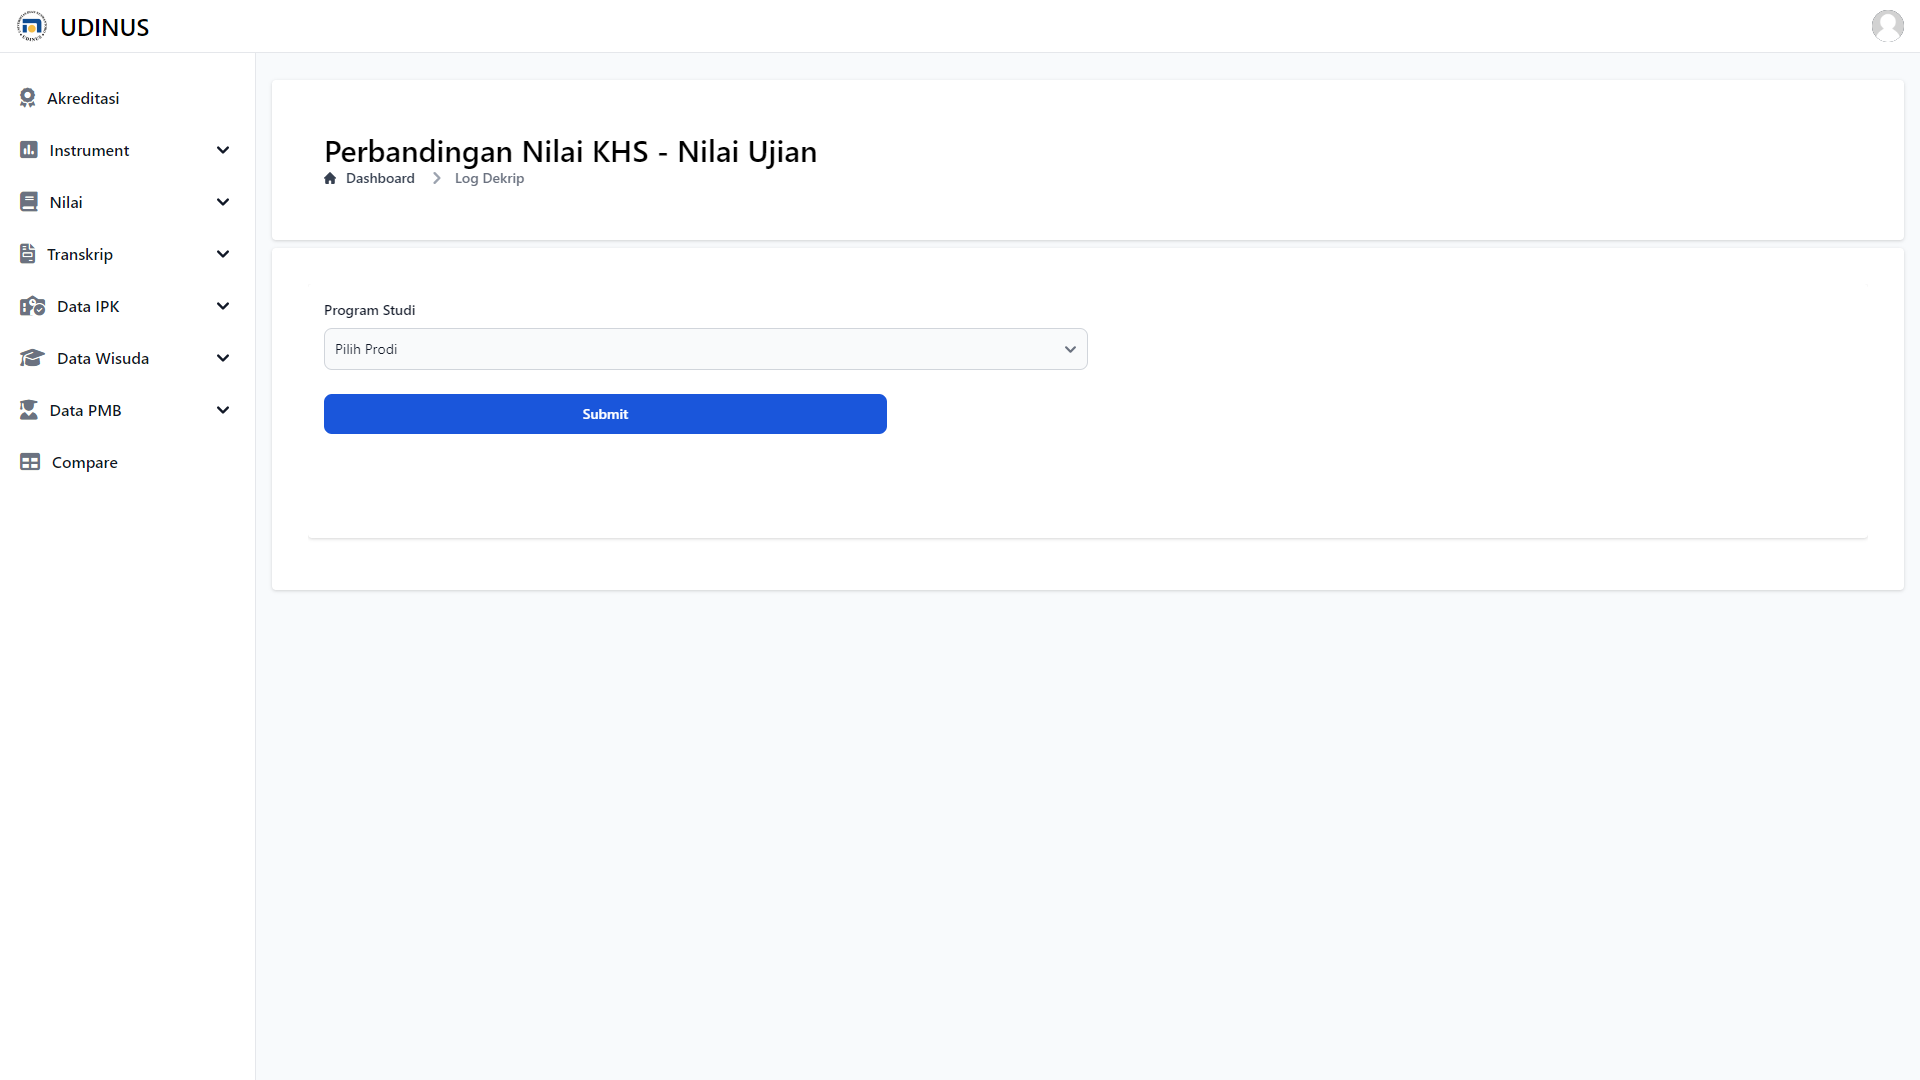 UDINUS
Akreditasi
Instrument
Nilai
Transkrip
Data IPK
Data Wisuda
Data PMB
Compare
Perbandingan Nilai KHS - Nilai Ujian
Dashboard
Log Dekrip
Program Studi
Pilih Prodi
Submit